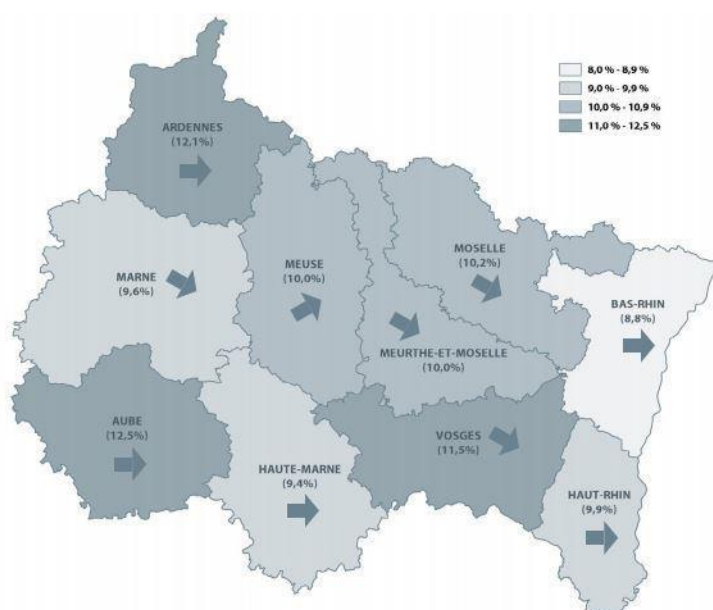 8,0 % - 8,9 %
9,0 % - 9,9 %
10,0 % - 10,9 %
11,0 % - 12,5 %
ARDENNES
(12,1%)
MARNE
(9,6%)
MEUSE
(10,0%)
MOSELLE
(10,2%)
BAS-RHIN
(8,8%)
MEURTHE-ET-MOSELLE
(10,0%)
AUBE
(12,5%)
HAUTE-MARNE
(9,4%)
VOSGES
(11,5%)
HAUT-RHIN
(9,9%)